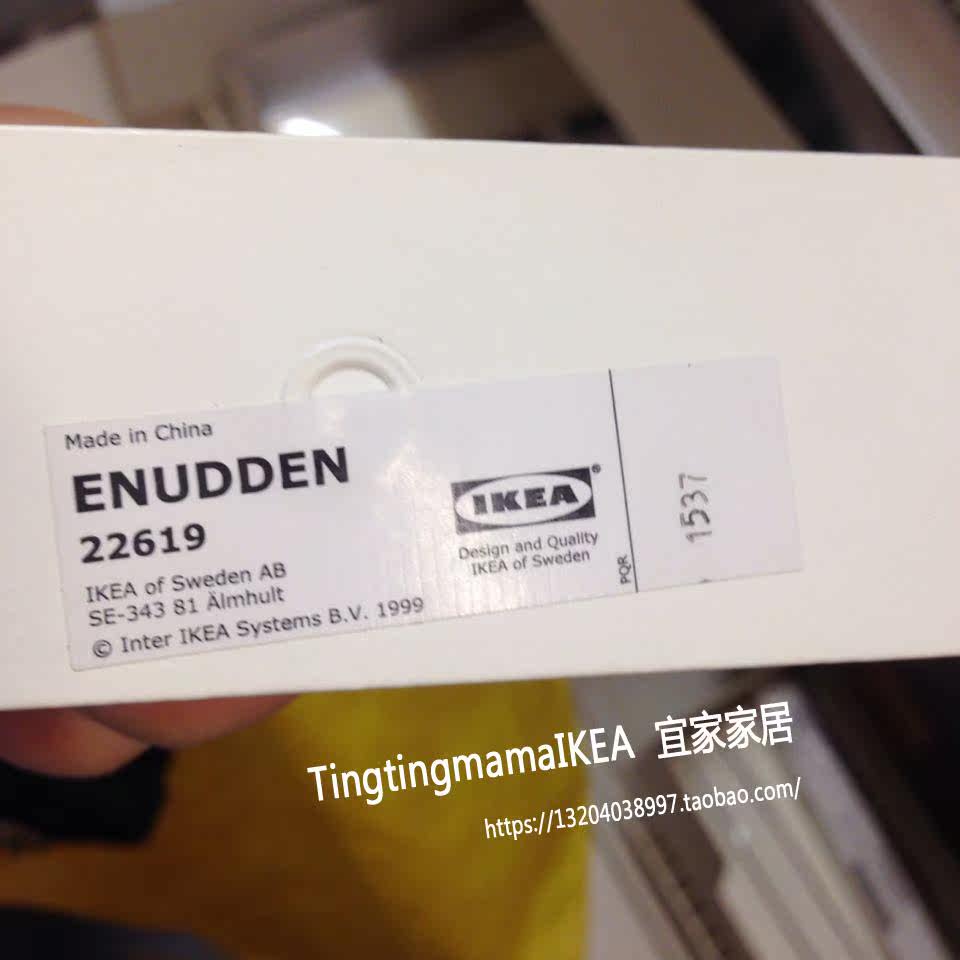 Made in China
ENUDDEN
22619
IKEA of Sweden AB
SE-343 81 Älmhult
© Inter IKEA Systems B.V. 1999
IKEA®
Design and Quality
IKEA of Sweden
PQR
1537
TingtingmamaIKEA 宜家家居
https://13204038997.taobao.com/